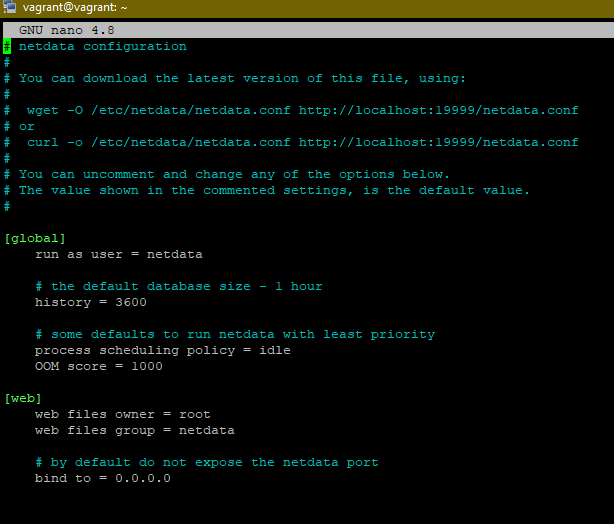 vagrant@vagrant: ~
GNU nano 4.8
# netdata configuration
#
# You can download the latest version of this file, using:
#
#  wget -O /etc/netdata/netdata.conf http://localhost:19999/netdata.conf
# or
#  curl -o /etc/netdata/netdata.conf http://localhost:19999/netdata.conf
#
# You can uncomment and change any of the options below.
# The value shown in the commented settings, is the default value.
#
[global]
    run as user = netdata
    # the default database size - 1 hour
    history = 3600
    # some defaults to run netdata with least priority
    process scheduling policy = idle
    OOM score = 1000
[web]
    web files owner = root
    web files group = netdata
    # by default do not expose the netdata port
    bind to = 0.0.0.0